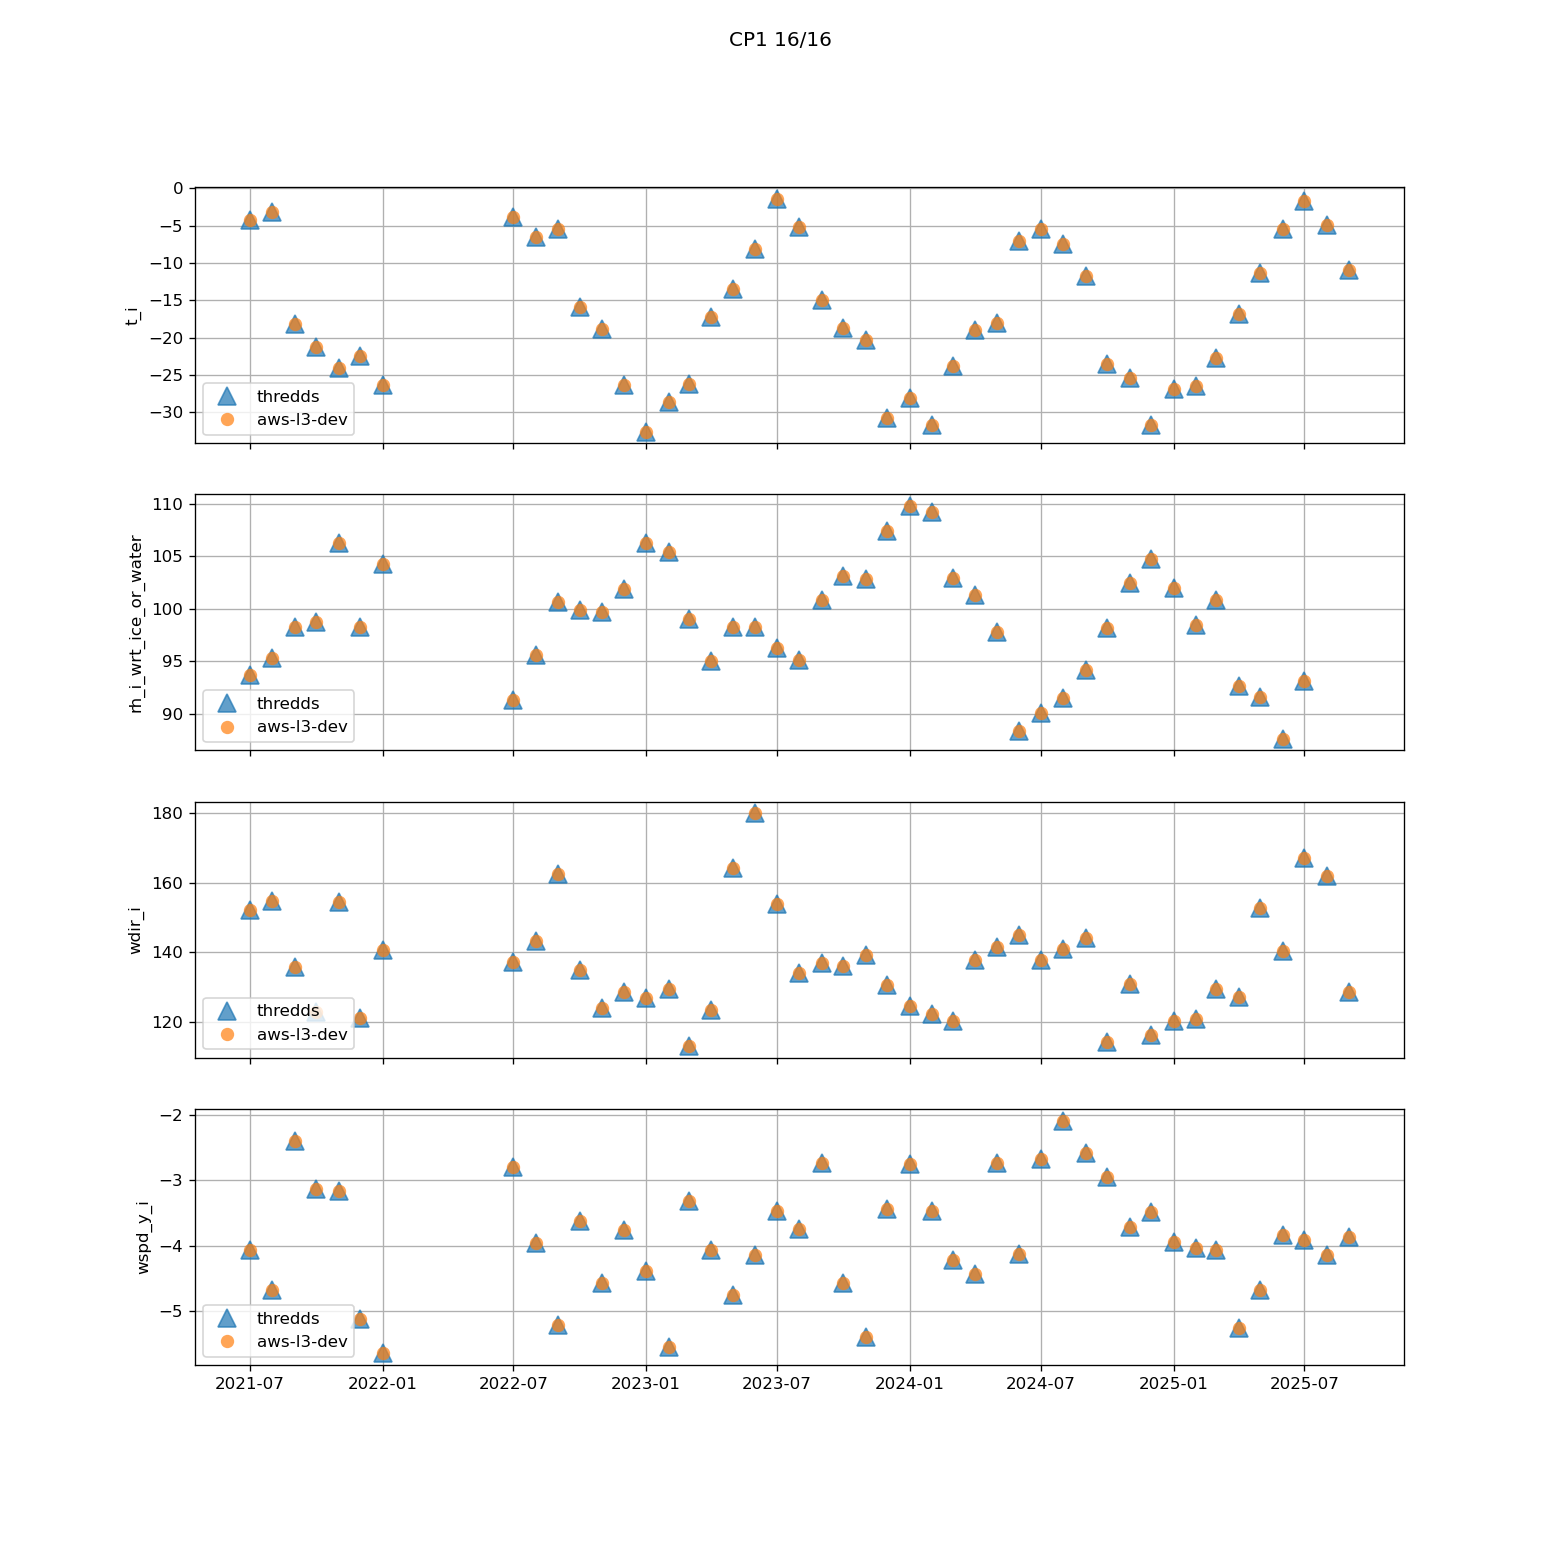 CP1 16/16
0
−5
−10
−15
−20
−25
−30
t_i
thredds
aws-l3-dev
110
105
100
95
90
rh_i_wrt_ice_or_water
thredds
aws-l3-dev
180
160
140
120
wdir_i
thredds
aws-l3-dev
−2
−3
−4
−5
wspd_y_i
thredds
aws-l3-dev
2021-07 2022-01 2022-07 2023-01 2023-07 2024-01 2024-07 2025-01 2025-07